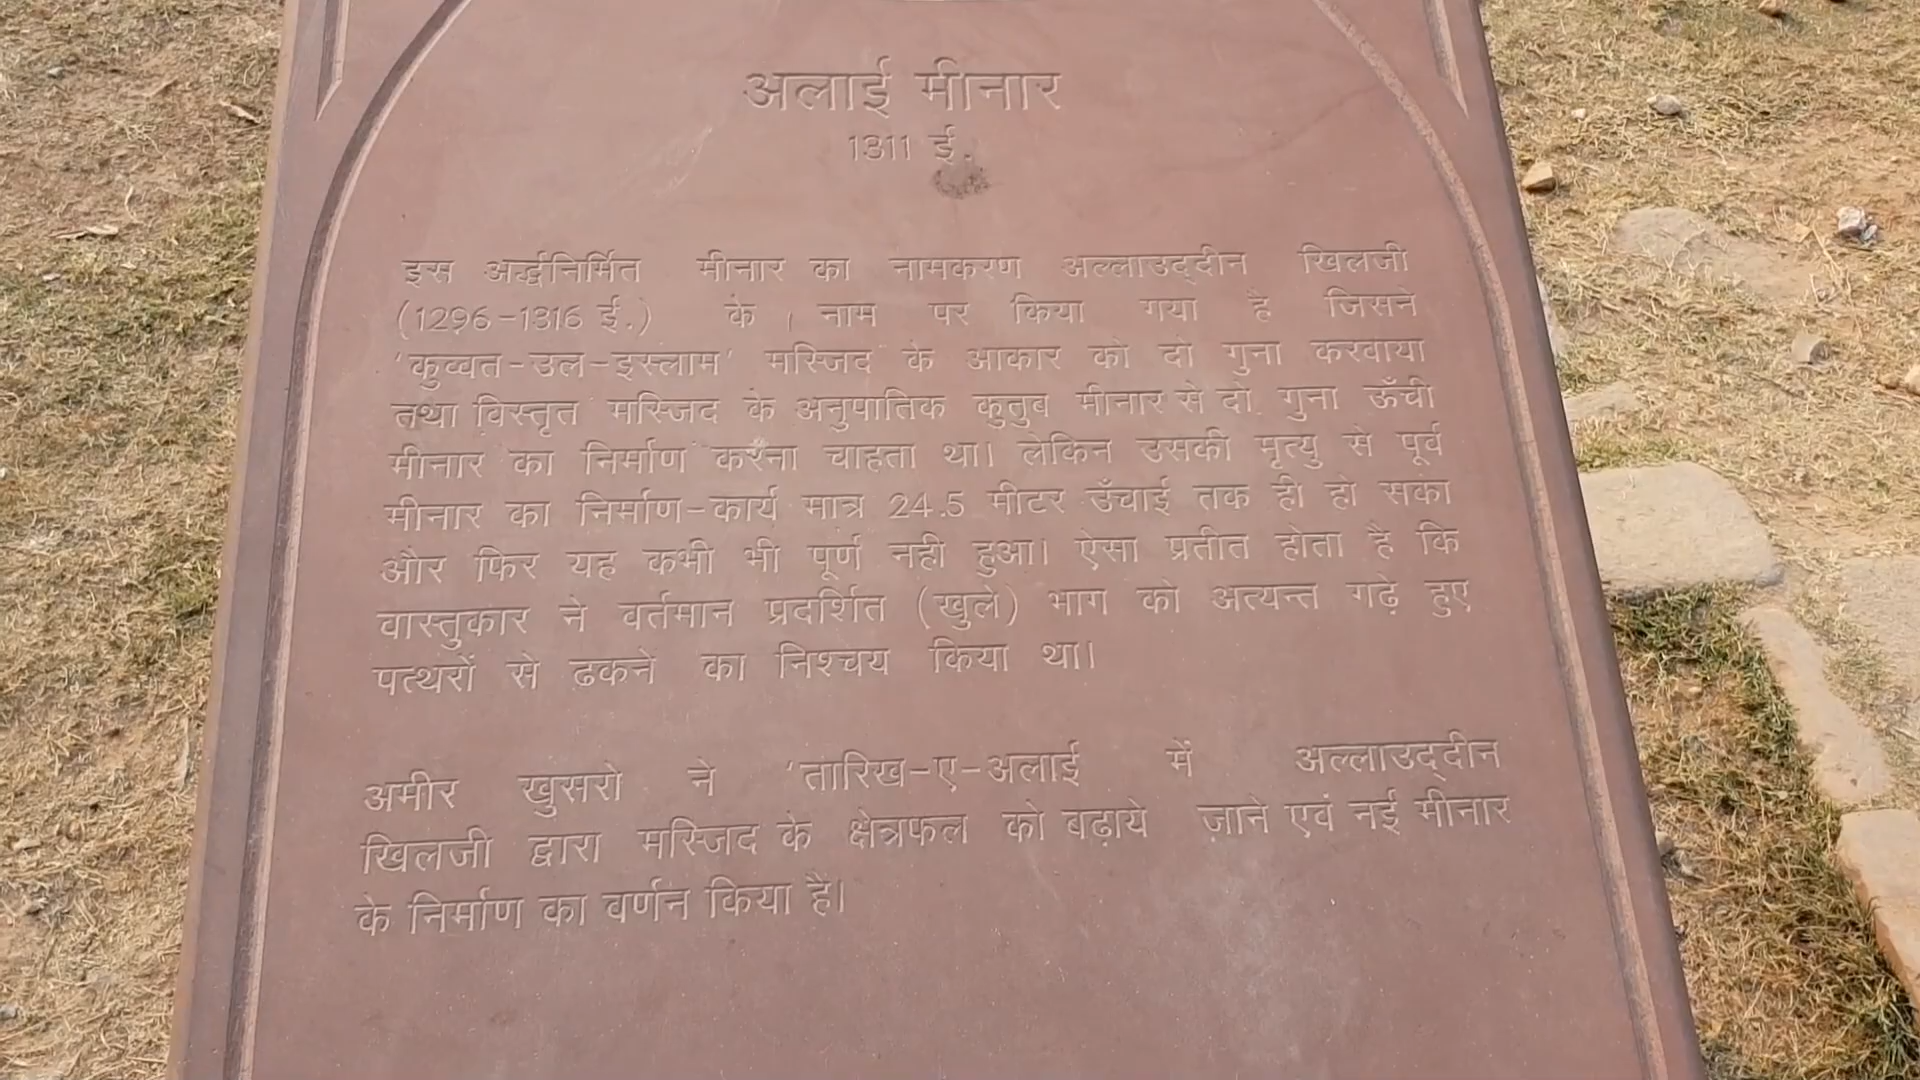 अलाई मीनार
1311 ई.
इस अर्द्धनिर्मित मीनार का नामकरण अल्लाउद्दीन खिलजी
(1296-1316 ई.) के नाम पर किया गया है जिसने
'कुव्वत-उल-इस्लाम' मस्जिद के आकार को दो गुना करवाया
तथा विस्तृत मस्जिद के अनुपातिक कुतुब मीनार से दो गुना ऊँची
मीनार का निर्माण करना चाहता था। लेकिन उसकी मृत्यु से पूर्व
मीनार का निर्माण-कार्य मात्र 24.5 मीटर उँचाई तक ही हो सका
और फिर यह कभी भी पूर्ण नही हुआ। ऐसा प्रतीत होता है कि
वास्तुकार ने वर्तमान प्रदर्शित (खुले) भाग को अत्यन्त गढ़े हुए
पत्थरों से ढकने का निश्चय किया था।
अमीर खुसरो ने 'तारिख-ए-अलाई में अल्लाउद्दीन
खिलजी द्वारा मस्जिद के क्षेत्रफल को बढ़ाये ज़ाने एवं नई मीनार
के निर्माण का वर्णन किया है।